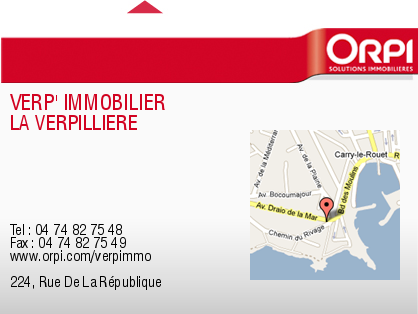 ORPI
SOLUTIONS IMMOBILIÈRES
VERP' IMMOBILIER
LA VERPILLIERE
Tel : 04 74 82 75 48
Fax : 04 74 82 75 49
www.orpi.com/verpimmo
224, Rue De La République
Av. de la Méditerran
Av. de la Plaine
Carry-le-Rouet
Bd des Moulins
Av. Bocoumajour
Av. Draio de la Mar
Chemin du Rivage